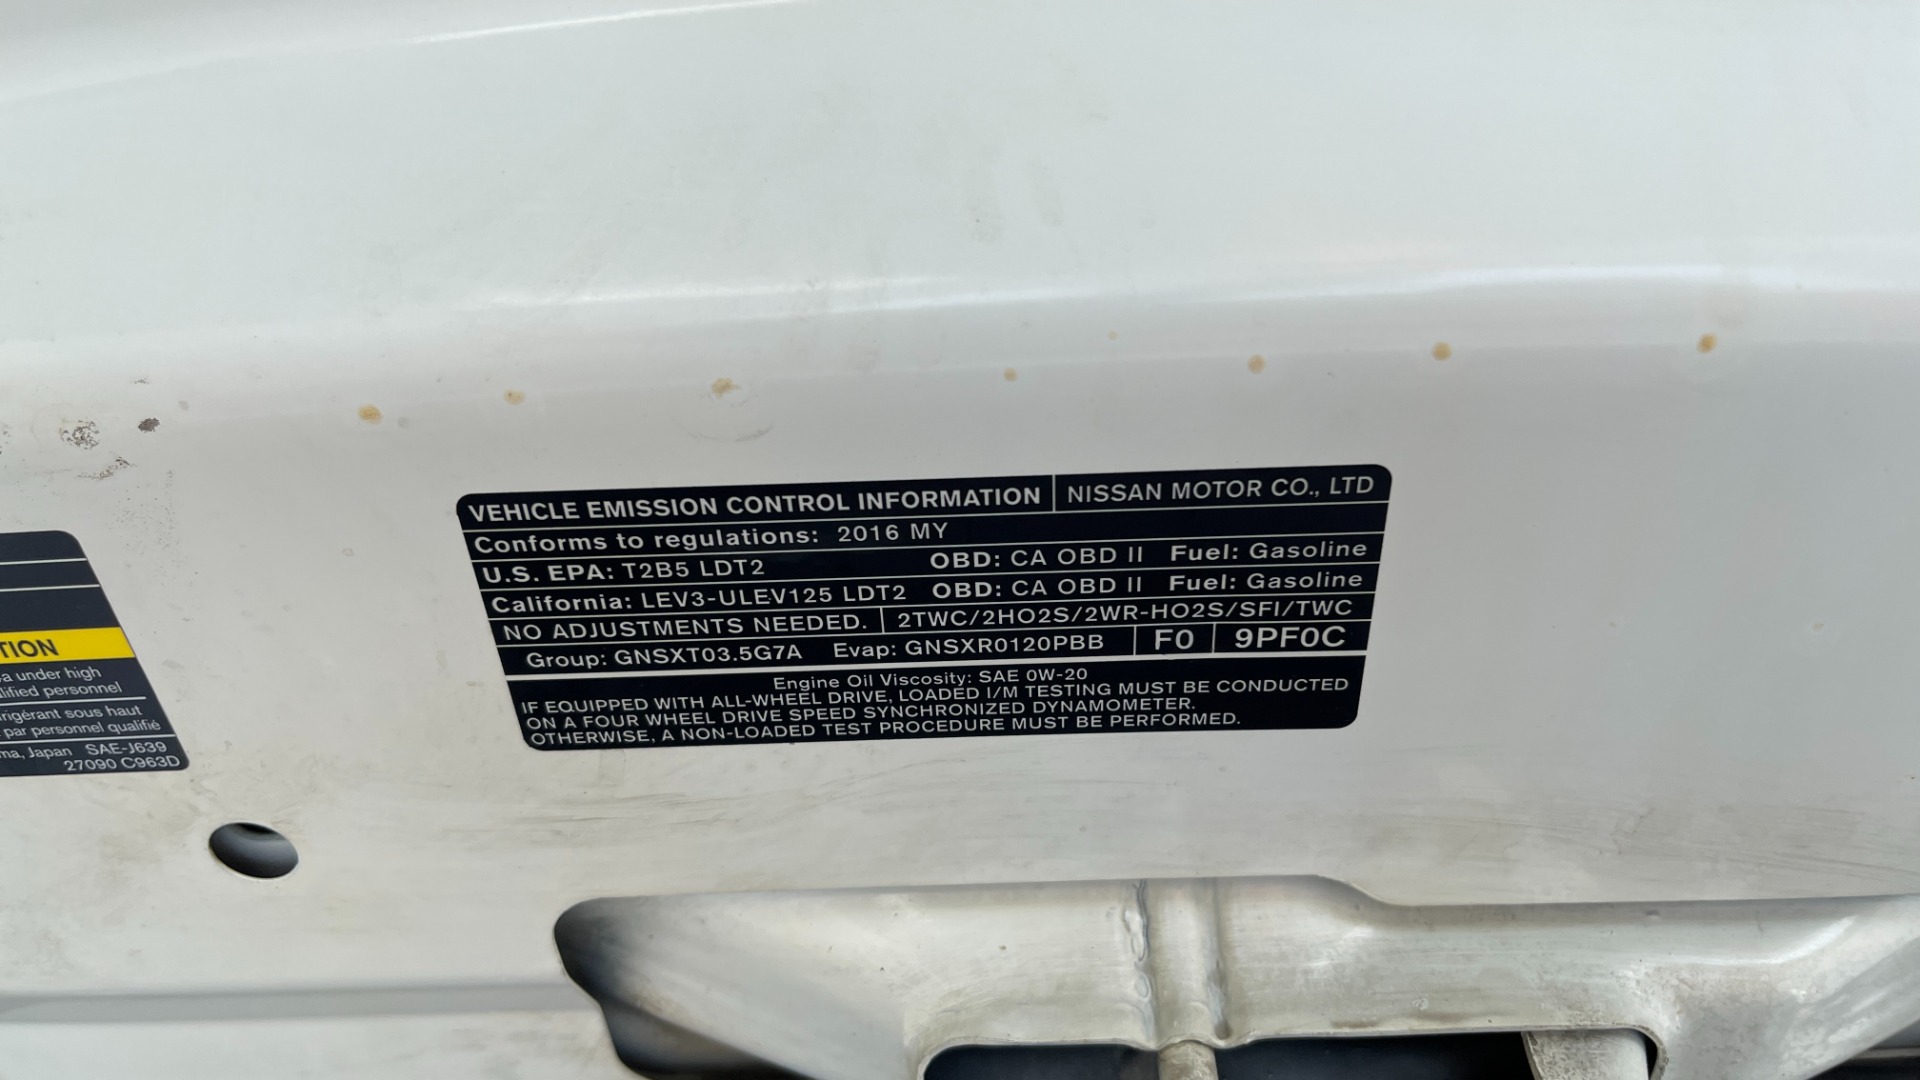 VEHICLE EMISSION CONTROL INFORMATION NISSAN MOTOR CO., LTD
Conforms to regulations: 2016 MY
U.S. EPA: T2B5 LDT2 OBD: CA OBD II Fuel: Gasoline
California: LEV3-ULEV125 LDT2 OBD: CA OBD II Fuel: Gasoline
NO ADJUSTMENTS NEEDED. 2TWC/2HO2S/2WR-HO2S/SFI/TWC
Group: GNSXT03.5G7A Evap: GNSXR0120PBB F0 9PF0C
Engine Oil Viscosity: SAE 0W-20
IF EQUIPPED WITH ALL-WHEEL DRIVE, LOADED I/M TESTING MUST BE CONDUCTED
ON A FOUR WHEEL DRIVE SPEED SYNCHRONIZED DYNAMOMETER.
OTHERWISE, A NON-LOADED TEST PROCEDURE MUST BE PERFORMED.
TION
a under high
lified personnel
rigérant sous haut
par personnel qualifié
ma, Japan SAE-J639
27090 C963D